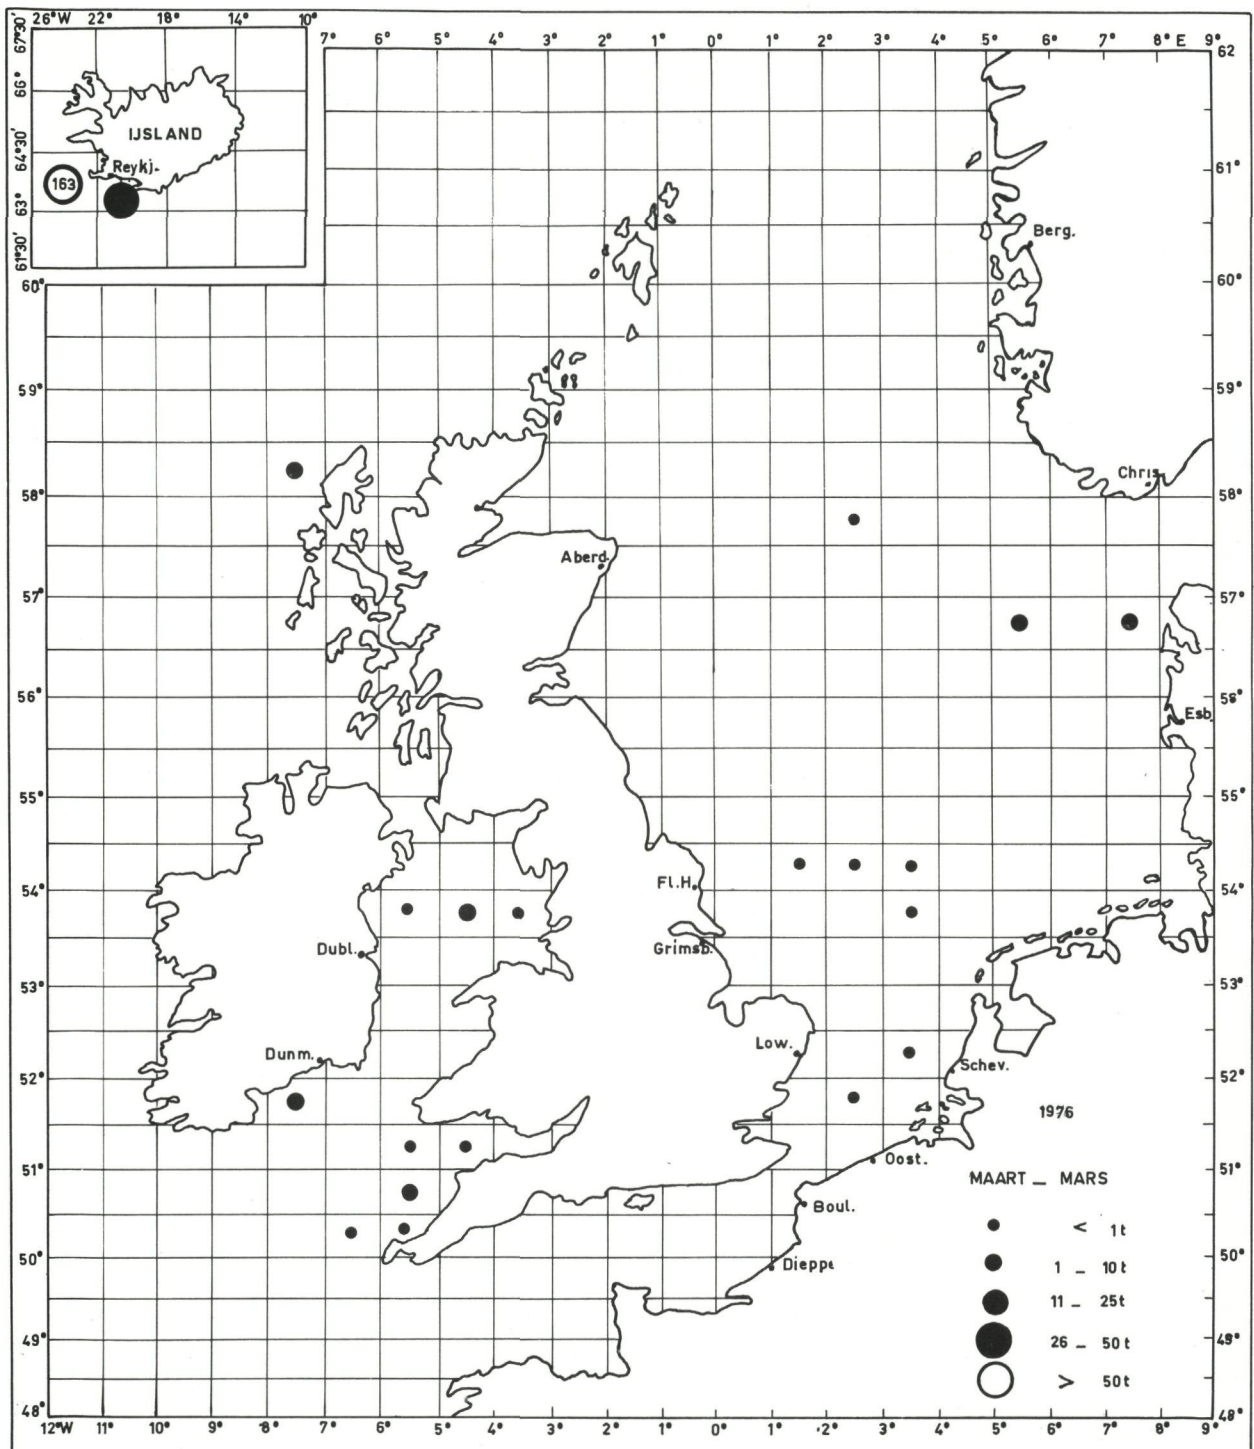 26°W 22° 18° 14° 10°
7° 6° 5° 4° 3° 2° 1° 0° 1° 2° 3° 4° 5° 6° 7° 8° E 9°
67°30'
66°
64°30'
63°
61°30'
IJSLAND
Reykj.
163
62
61°
60°
59°
58°
57°
56°
55°
54°
53°
52°
51°
50°
49°
48°
60°
59°
58°
57°
56°
55°
54°
53°
52°
51°
50°
49°
48°
Berg.
Chris
Aberd.
Esb
Fl.H.
Dubl.
Grimsb.
Dunm.
Low.
Schev.
1976
Oost.
MAART _ MARS
Boul.
< 1t
Dieppe
1 _ 10t
11 _ 25t
26 _ 50t
> 50t
12°W 11° 10° 9° 8° 7° 6° 5° 4° 3° 2° 1° 0° 1° 2° 3° 4° 5° 6° 7° 8° 9°